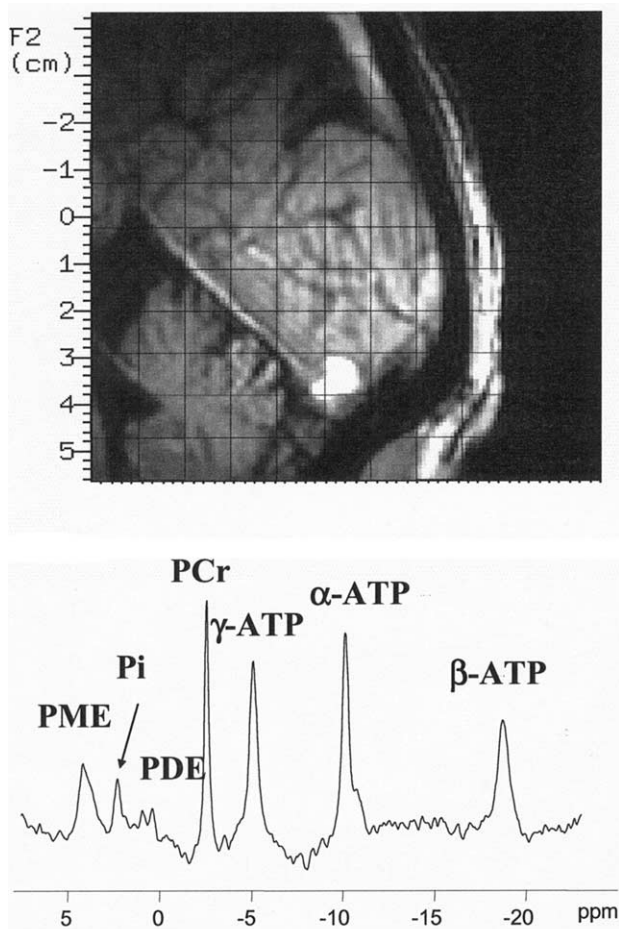 F2
(cm)
-2
-1
0
1
2
3
4
5
PCr
γ-ATP
α-ATP
Pi
β-ATP
PME
PDE
5 0 -5 -10 -15 -20 ppm